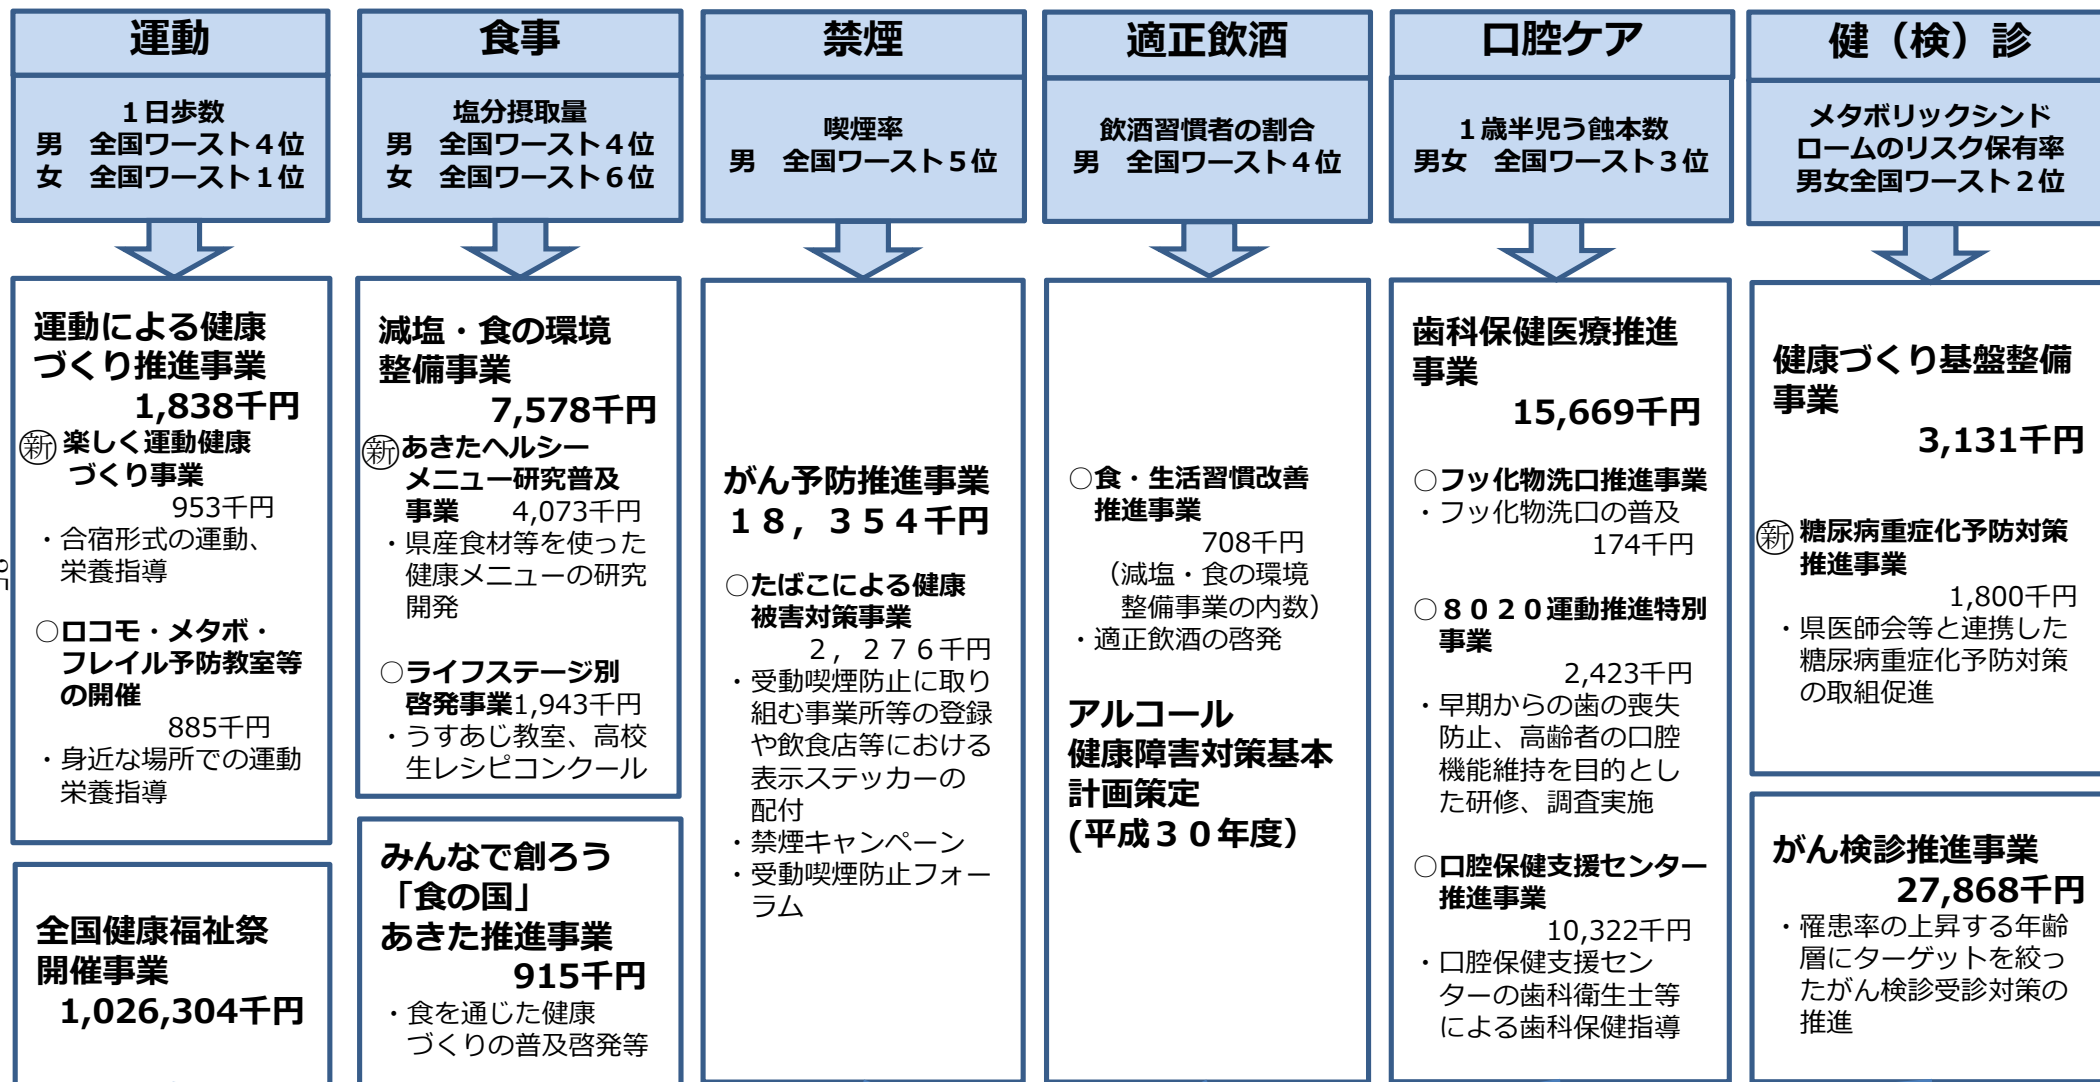 運動
１日歩数
男　全国ワースト４位
女　全国ワースト１位
運動による健康
づくり推進事業
1,838千円
㊟新 楽しく運動健康
づくり事業
953千円
・合宿形式の運動、
栄養指導
○ロコモ・メタボ・
フレイル予防教室等
の開催
885千円
・身近な場所での運動
栄養指導
全国健康福祉祭
開催事業
1,026,304千円
食事
塩分摂取量
男　全国ワースト４位
女　全国ワースト６位
減塩・食の環境
整備事業
7,578千円
新 あきたヘルシー
メニュー研究普及
事業　4,073千円
・県産食材等を使った
健康メニューの研究
開発
○ライフステージ別
啓発事業1,943千円
・うすあじ教室、高校
生レシピコンクール
みんなで創ろう
「食の国」
あきた推進事業
915千円
・食を通じた健康
づくりの普及啓発等
禁煙
喫煙率
男　全国ワースト５位
がん予防推進事業
１８，３５４千円
○たばこによる健康
被害対策事業
２，２７６千円
・受動喫煙防止に取り
組む事業所等の登録
や飲食店等における
表示ステッカーの
配付
・禁煙キャンペーン
・受動喫煙防止フォー
ラム
適正飲酒
飲酒習慣者の割合
男　全国ワースト４位
○食・生活習慣改善
推進事業
708千円
（減塩・食の環境
整備事業の内数）
・適正飲酒の啓発
アルコール
健康障害対策基本
計画策定
(平成３０年度）
口腔ケア
１歳半児う蝕本数
男女　全国ワースト３位
歯科保健医療推進
事業
15,669千円
○フッ化物洗口推進事業
・フッ化物洗口の普及
174千円
○８０２０運動推進特別
事業
2,423千円
・早期からの歯の喪失
防止、高齢者の口腔
機能維持を目的とし
た研修、調査実施
○口腔保健支援センター
推進事業
10,322千円
・口腔保健支援セン
ターの歯科衛生士等
による歯科保健指導
健（検）診
メタボリックシンド
ロームのリスク保有率
男女全国ワースト２位
健康づくり基盤整備
事業
3,131千円
新 糖尿病重症化予防対策
推進事業
1,800千円
・県医師会等と連携した
糖尿病重症化予防対策
の取組促進
がん検診推進事業
27,868千円
・罹患率の上昇する年齢
層にターゲットを絞っ
たがん検診受診対策の
推進